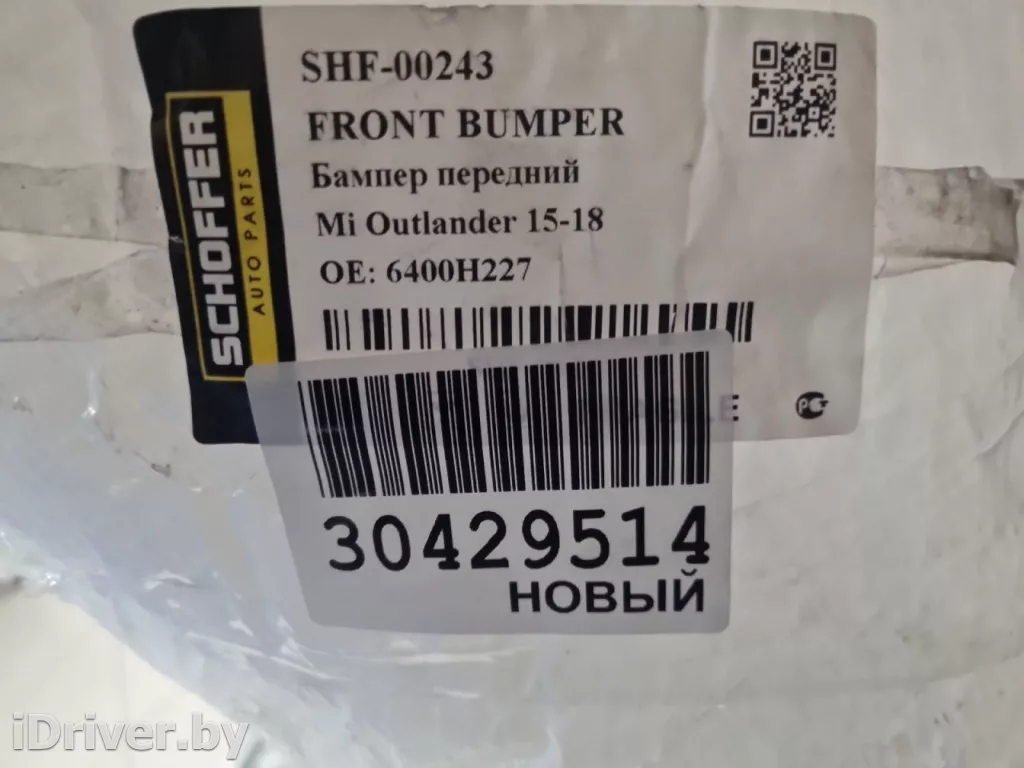 SHF-00243
FRONT BUMPER
Бампер передний
Mi Outlander 15-18
OE: 6400H227
SCHOFFER
AUTO PARTS
30429514
НОВЫЙ
iDriver.by